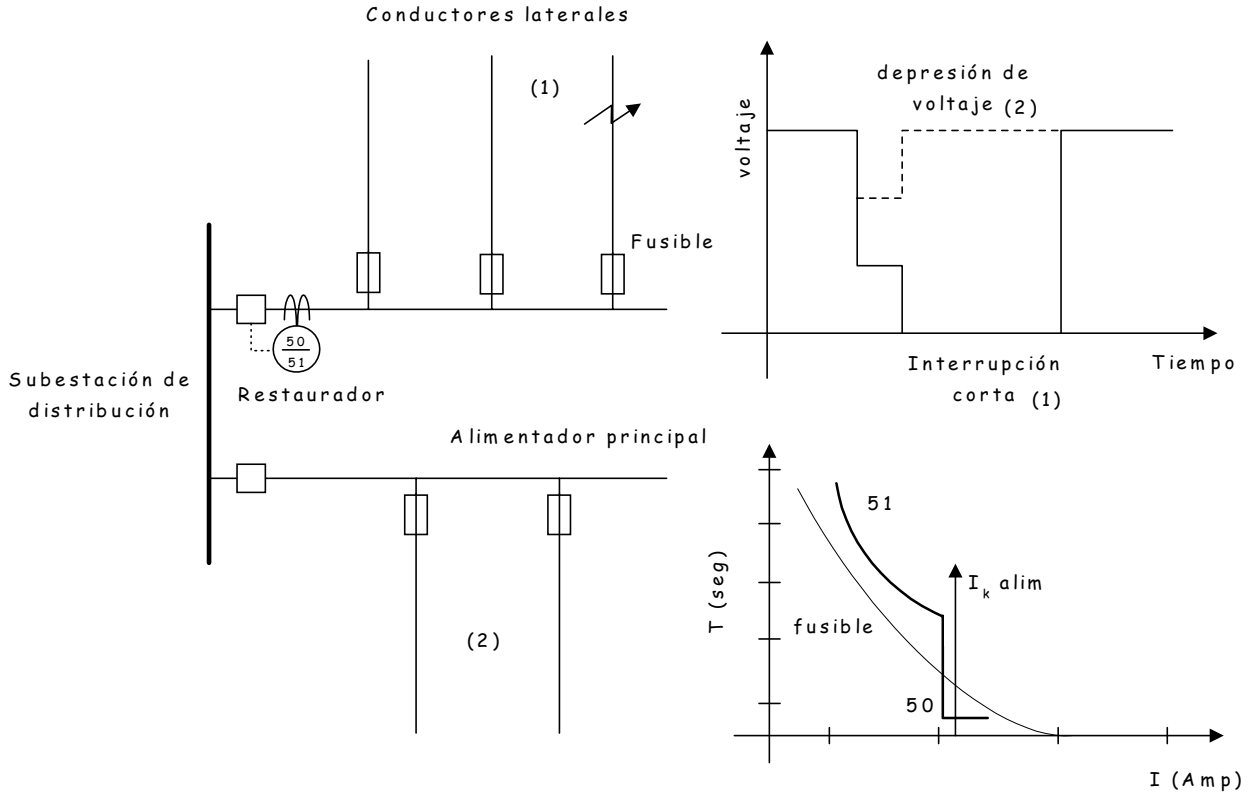 Conductores laterales
(1)
Fusible
50
51
Restaurador
Subestación de
distribución
Alimentador principal
(2)
voltaje
depresión de
voltaje (2)
Interrupción
corta (1)
Tiempo
T (seg)
51
I_k alim
fusible
50
I (Amp)